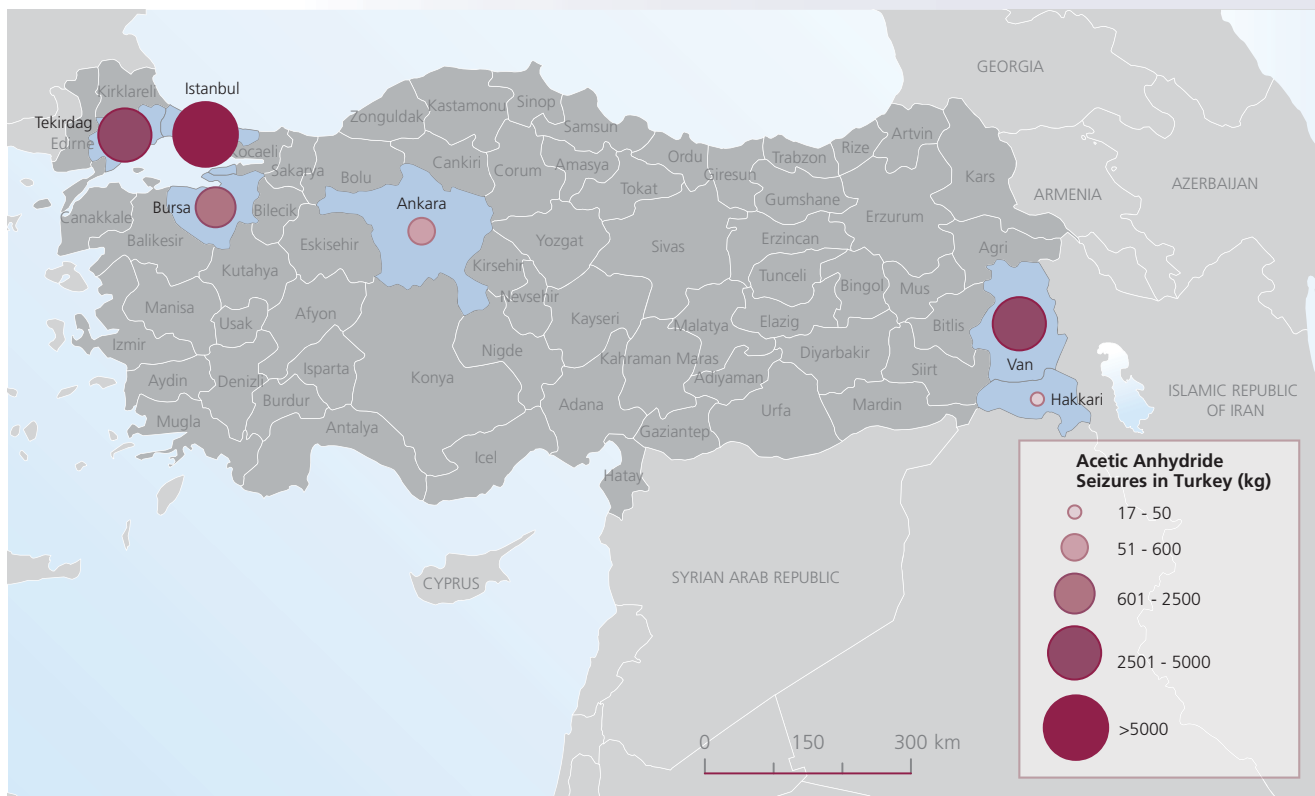 GEORGIA
Istanbul
Kirklareli
Kastamonu
Sinop
Zonguldak
Tekirdag
Samsun
Edirne
Artvin
Kocaeli
Rize
Ordu
Trabzon
Cankiri
Corum
Amasya
Sakarya
Bolu
Giresun
Kars
AZERBAIJAN
Tokat
ARMENIA
Gumshane
Ankara
Bursa
Bilecik
Canakkale
Erzurum
Balikesir
Eskisehir
Yozgat
Sivas
Erzincan
Agri
Kirsehir
Kutahya
Tunceli
Bingol
Mus
Nevsehir
Manisa
Afyon
Usak
Kayseri
Malatya
Elazig
Bitlis
Izmir
Nigde
Diyarbakir
Kahraman Maras
Van
Isparta
Siirt
Konya
Adiyaman
Aydin
Denizli
ISLAMIC REPUBLIC
OF IRAN
Hakkari
Burdur
Adana
Urfa
Mardin
Mugla
Antalya
Gaziantep
Icel
Hatay
Acetic Anhydride
Seizures in Turkey (kg)
17 - 50
51 - 600
601 - 2500
2501 - 5000
>5000
CYPRUS
SYRIAN ARAB REPUBLIC
0 150 300 km